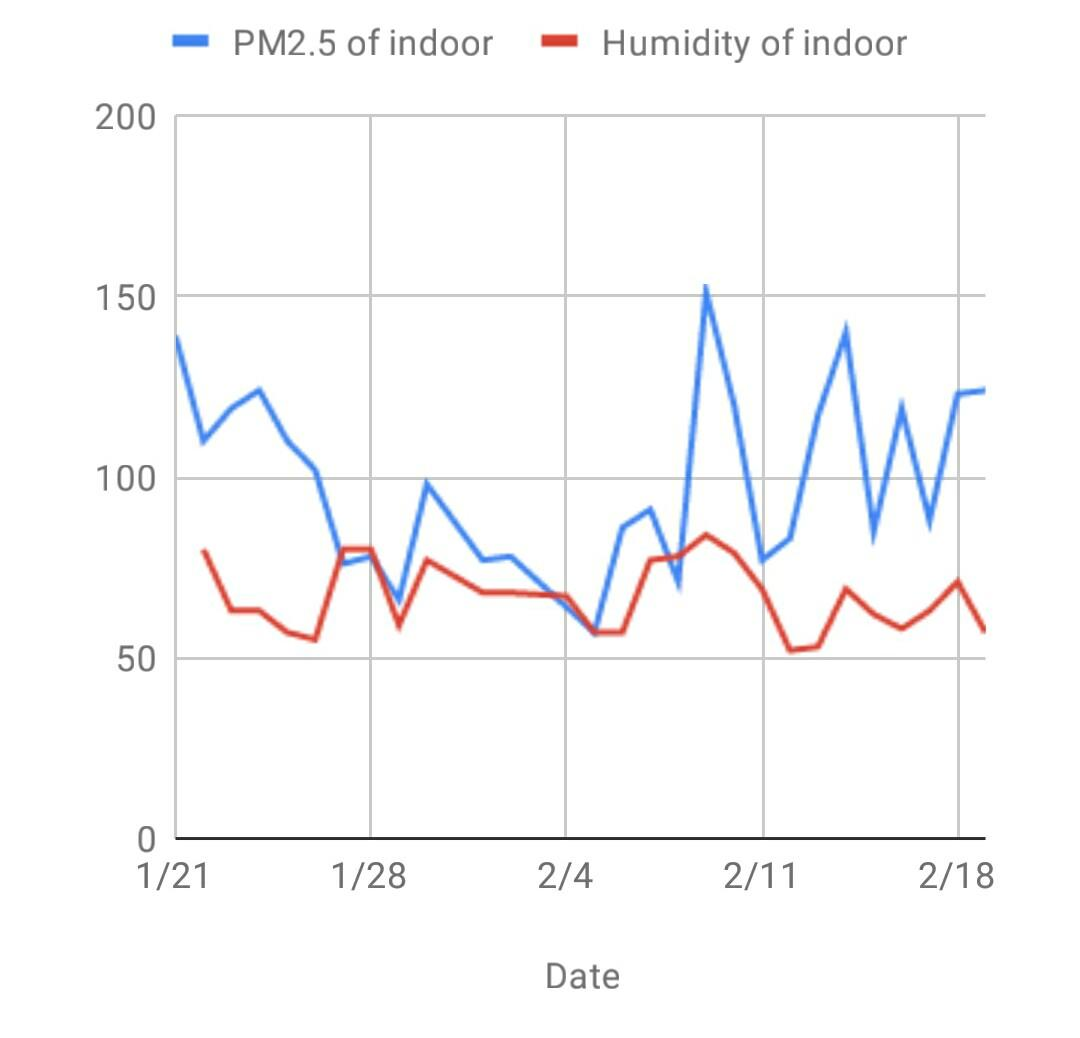 PM2.5 of indoor Humidity of indoor
200
150
100
50
0
1/21 1/28 2/4 2/11 2/18
Date